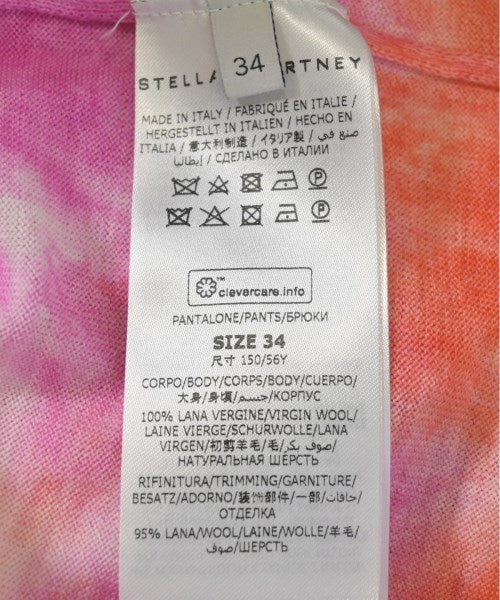 34
STELLA RTNEY
MADE IN ITALY / FABRIQUÉ EN ITALIE /
HERGESTELLT IN ITALIEN / HECHO EN
ITALIA / 意大利制造 / イタリア製 / صنع في
إيطاليا / СДЕЛАНО В ИТАЛИИ
P
P
™
clevercare.info
PANTALONE/PANTS/БРЮКИ
SIZE 34
尺寸 150/56Y
CORPO/BODY/CORPS/BODY/CUERPO/
大身/身頃/جسم/КОРПУС
100% LANA VERGINE/VIRGIN WOOL/
LAINE VIERGE/SCHURWOLLE/LANA
VIRGEN/初剪羊毛/毛/صوف بكر/
НАТУРАЛЬНАЯ ШЕРСТЬ
RIFINITURA/TRIMMING/GARNITURE/
BESATZ/ADORNO/装饰部件/一部/حافات/
ОТДЕЛКА
95% LANA/WOOL/LAINE/WOLLE/羊毛/
صوف/ШЕРСТЬ